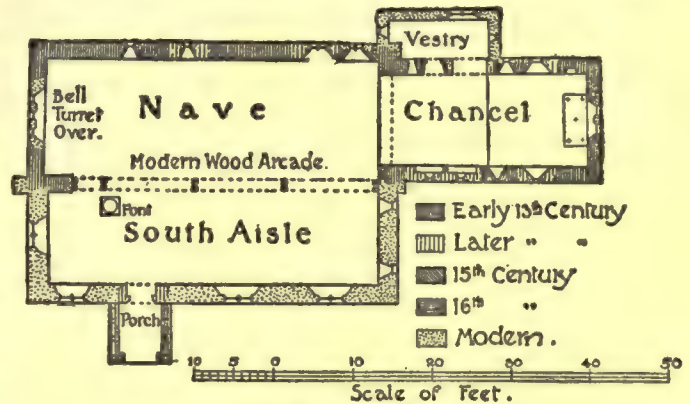 Vestry
Bell
Turret
Over.
Nave
Chancel
Modern Wood Arcade.
Font
South Aisle
Porch
Early 13th Century
Later " "
15th Century
16th "
Modern.
10 5 0 10 20 30 40 50
Scale of Feet.